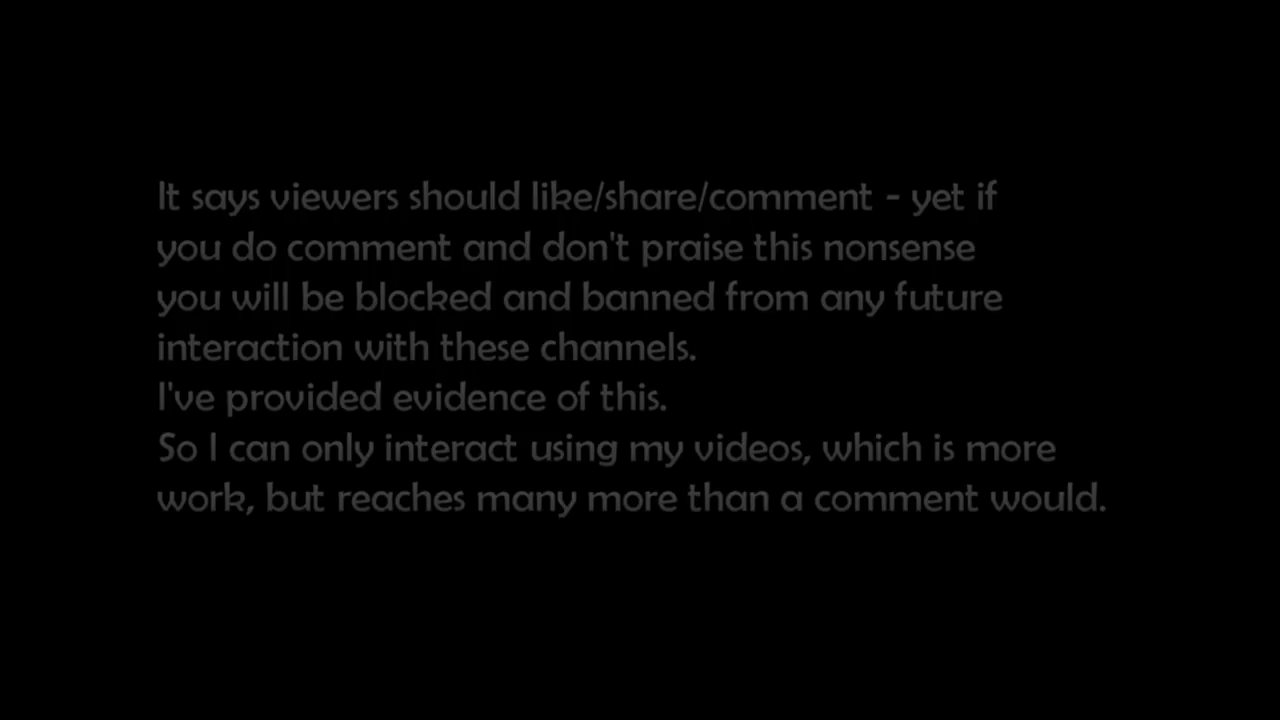 It says viewers should like/share/comment - yet if
you do comment and don't praise this nonsense
you will be blocked and banned from any future
interaction with these channels.
I've provided evidence of this.
So I can only interact using my videos, which is more
work, but reaches many more than a comment would.